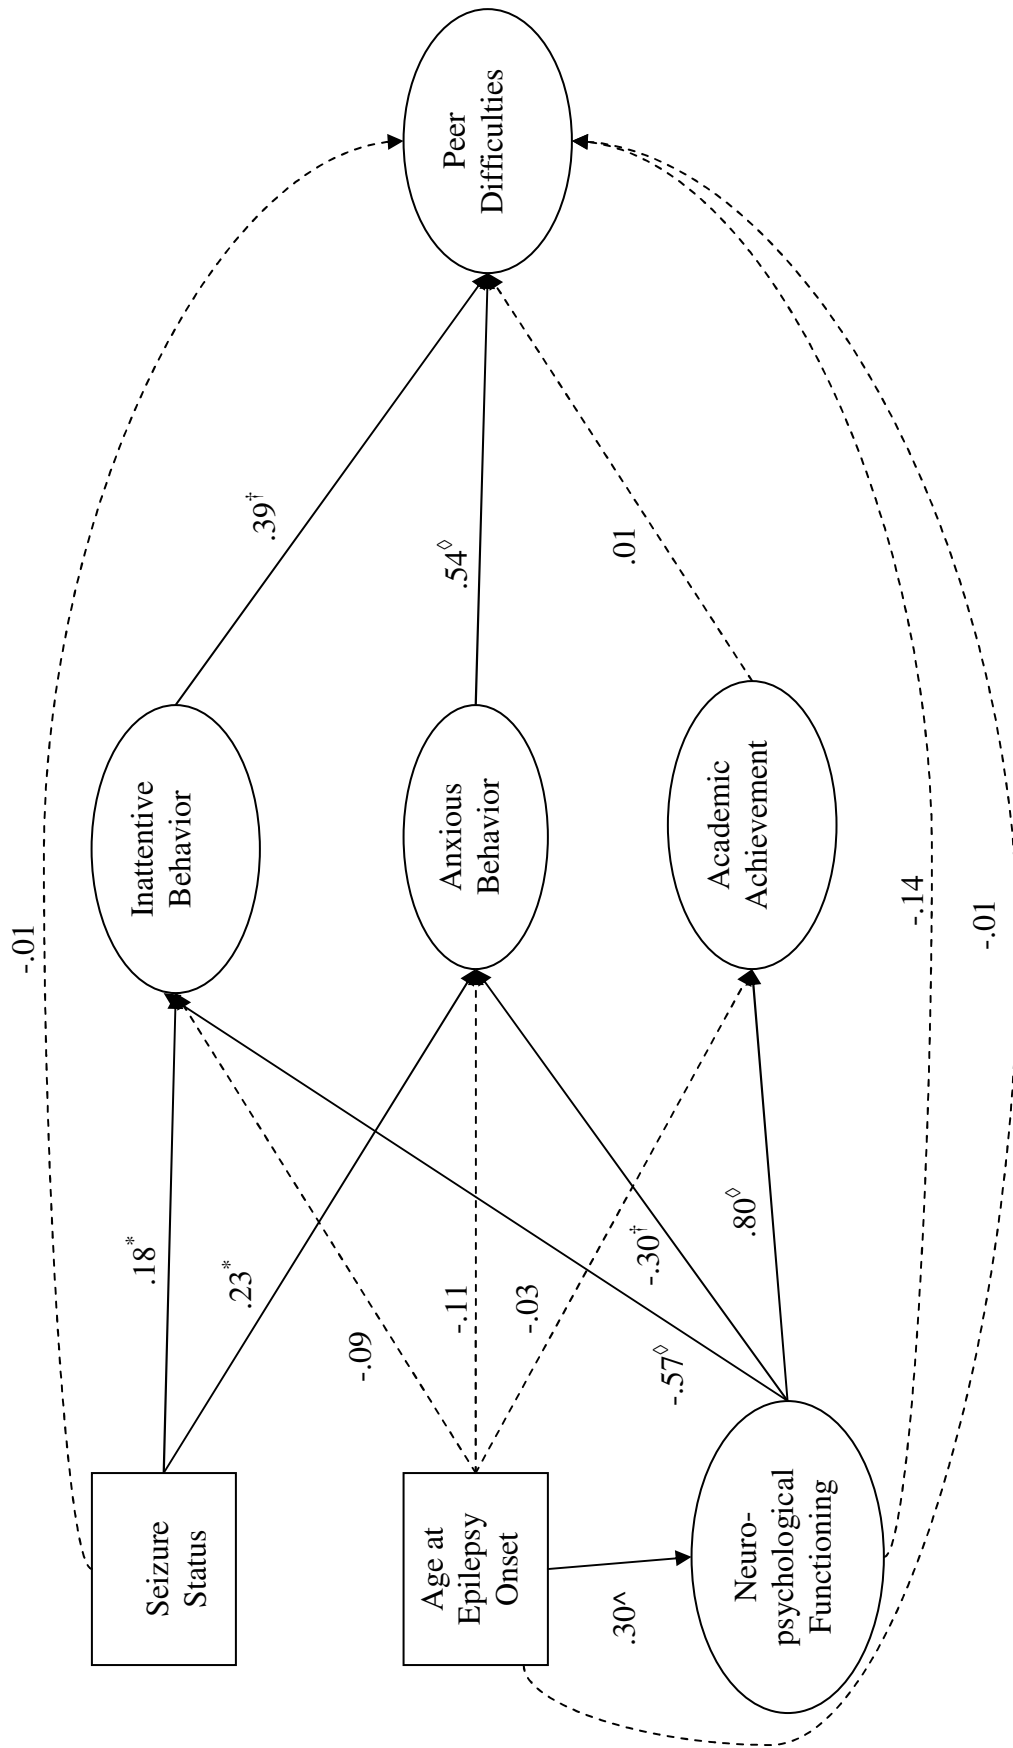 -.01
Seizure
Status
.18*
.23*
Inattentive
Behavior
.39†
Age at
Epilepsy
Onset
-.09
-.11
-.03
Anxious
Behavior
.54◊
Peer
Difficulties
.30^
Neuro-
psychological
Functioning
-.57◊
-.30†
.80◊
Academic
Achievement
.01
-.14
-.01